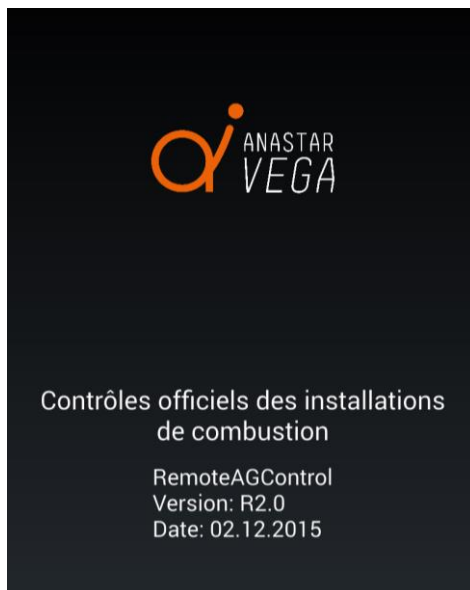 ANASTAR
VEGA
Contrôles officiels des installations
de combustion
RemoteAGControl
Version: R2.0
Date: 02.12.2015